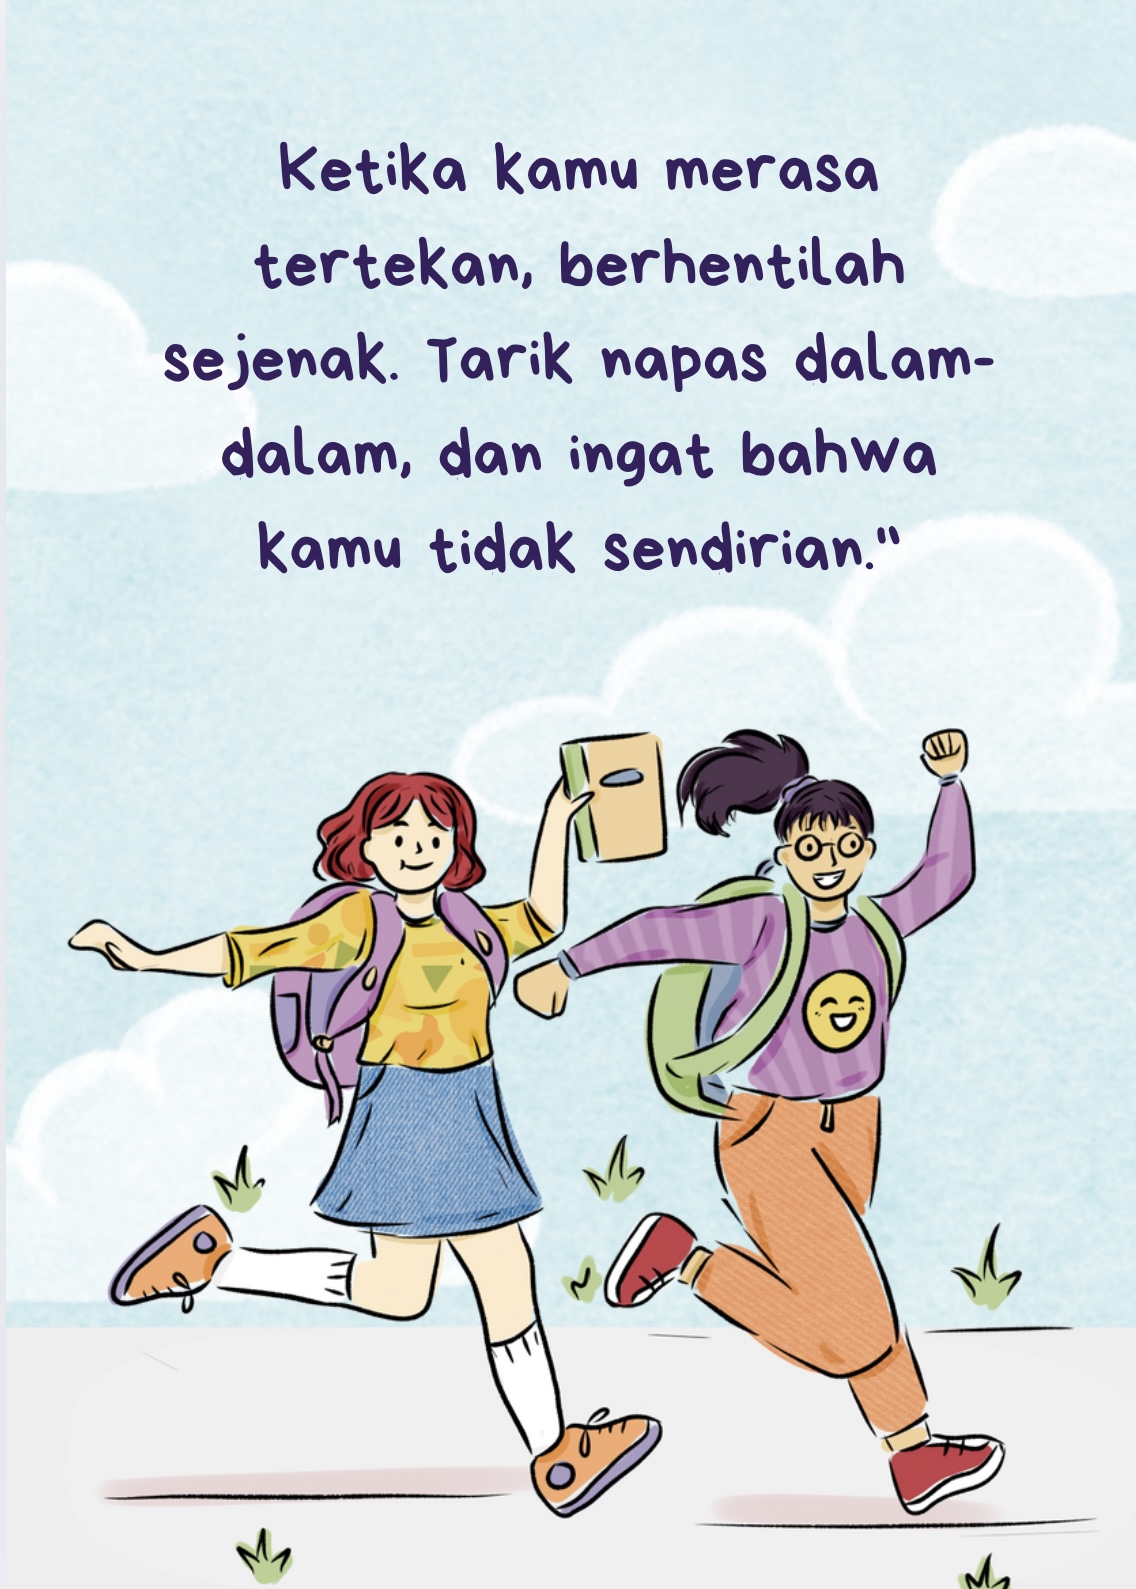 Ketika kamu merasa
tertekan, berhentilah
sejenak. Tarik napas dalam-
dalam, dan ingat bahwa
kamu tidak sendirian."